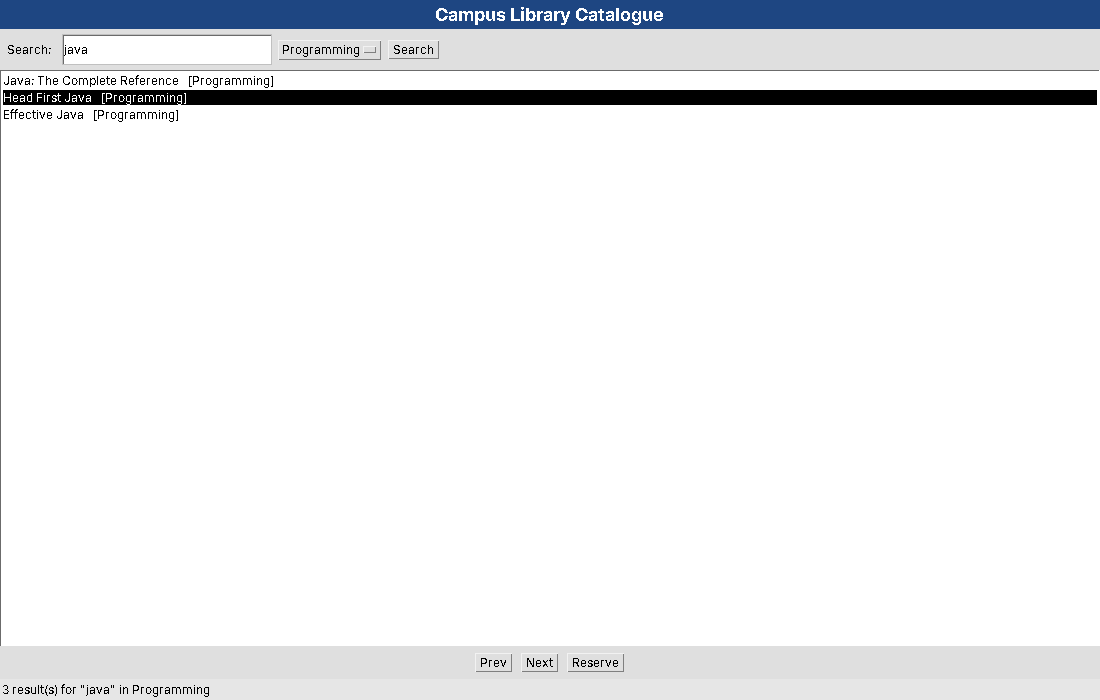 Campus Library Catalogue
Search: java Programming Search
Java: The Complete Reference [Programming]
Head First Java [Programming]
Effective Java [Programming]
Prev Next Reserve
3 result(s) for "java" in Programming